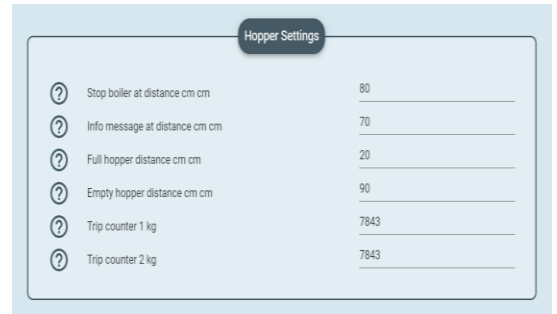 Hopper Settings
Stop boiler at distance cm cm 80
Info message at distance cm cm 70
Full hopper distance cm cm 20
Empty hopper distance cm cm 90
Trip counter 1 kg 7843
Trip counter 2 kg 7843